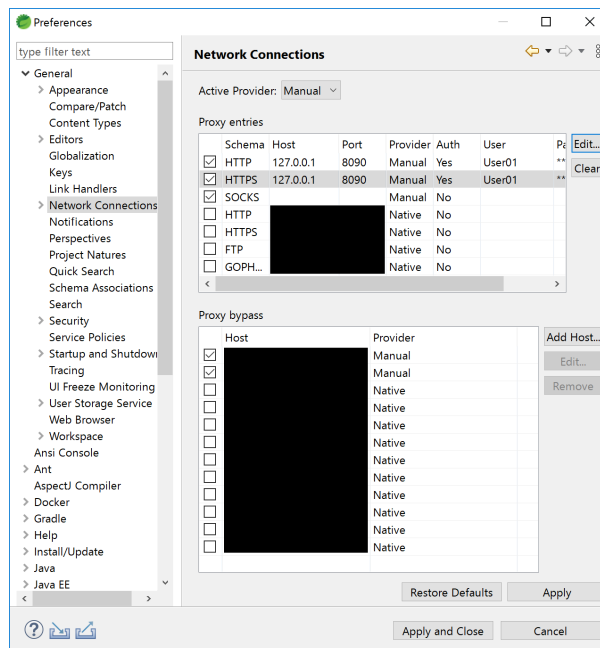 Preferences
type filter text
General
Appearance
Compare/Patch
Content Types
Editors
Globalization
Keys
Link Handlers
Network Connections
Notifications
Perspectives
Project Natures
Quick Search
Schema Associations
Search
Security
Service Policies
Startup and Shutdown
Tracing
UI Freeze Monitoring
User Storage Service
Web Browser
Workspace
Ansi Console
Ant
AspectJ Compiler
Docker
Gradle
Help
Install/Update
Java
Java EE
Network Connections
Active Provider: Manual
Proxy entries
Schema Host Port Provider Auth User Pa
HTTP 127.0.0.1 8090 Manual Yes User01 **
HTTPS 127.0.0.1 8090 Manual Yes User01 **
SOCKS Manual No
HTTP Native No
HTTPS Native No
FTP Native No
GOPH... Native No
Edit...
Clear
Proxy bypass
Host Provider
Manual
Manual
Native
Native
Native
Native
Native
Native
Native
Native
Native
Native
Add Host...
Edit...
Remove
Restore Defaults Apply
? Apply and Close Cancel